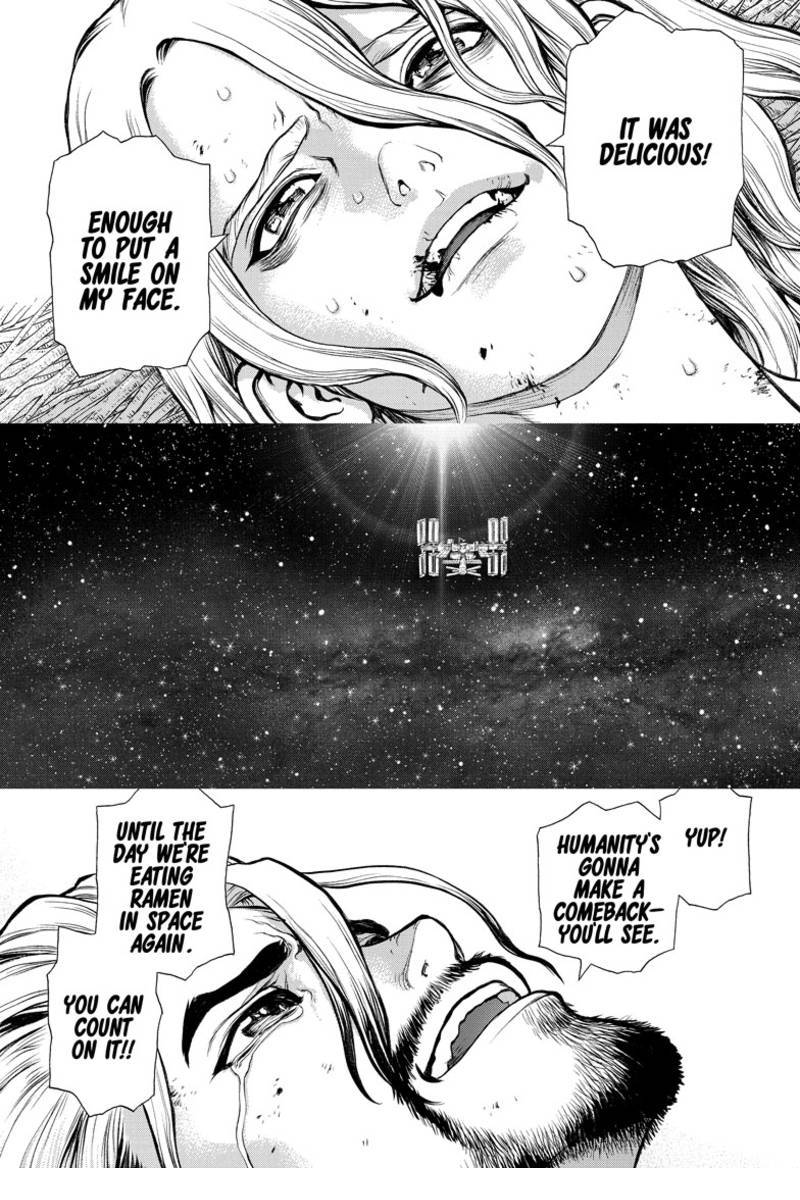 IT WAS
DELICIOUS!
ENOUGH
TO PUT A
SMILE ON
MY FACE.
YUP!
HUMANITY'S
GONNA
MAKE A
COMEBACK—
YOU'LL SEE.
UNTIL THE
DAY WE'RE
EATING
RAMEN
IN SPACE
AGAIN.
YOU CAN
COUNT
ON IT!!